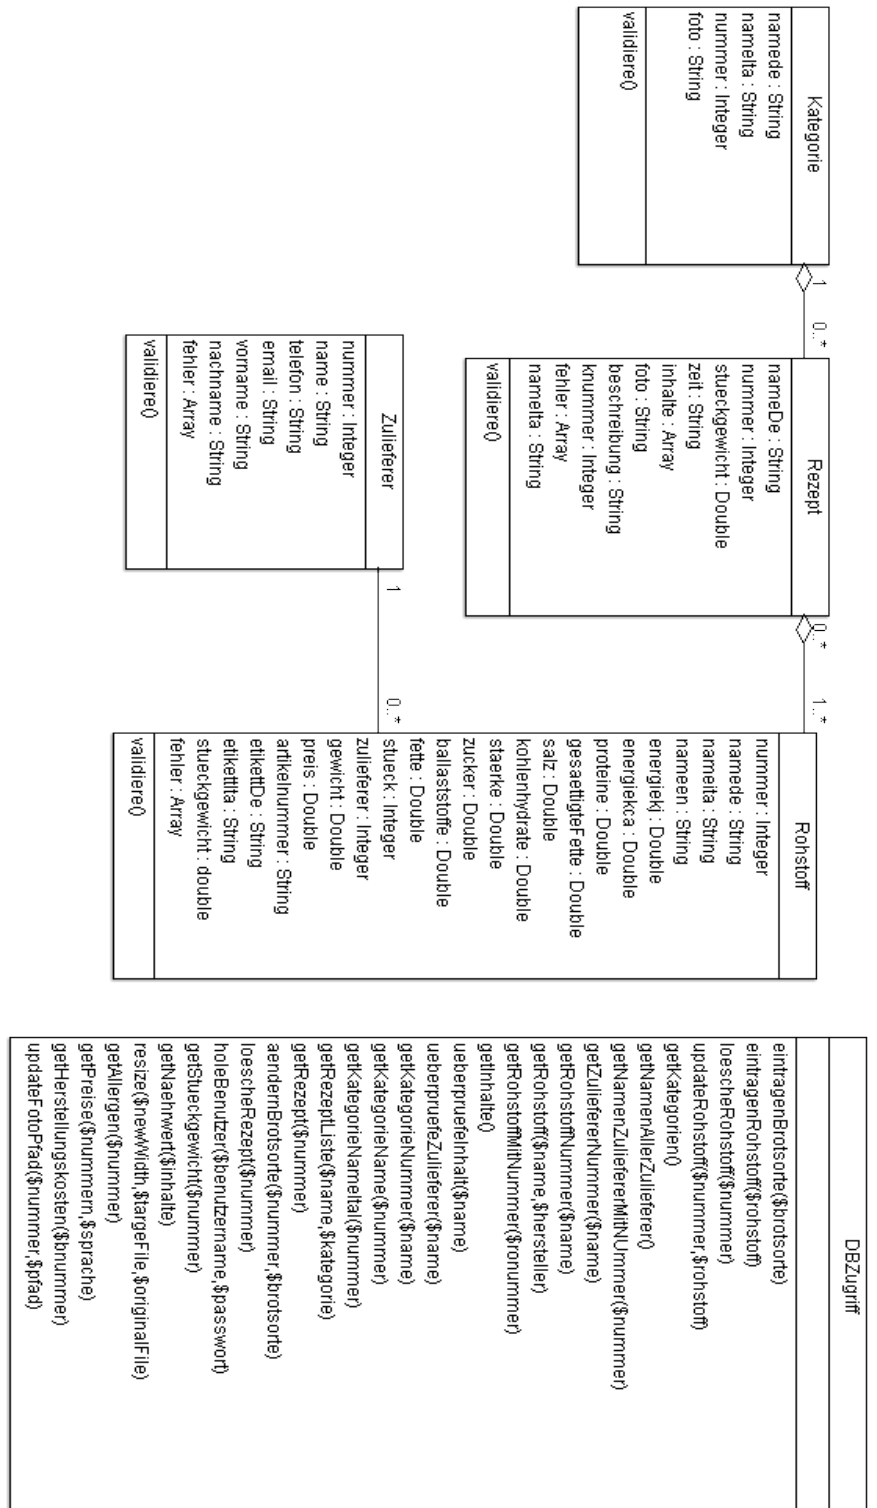 Kategorie
namede : String
nameIta : String
nummer : Integer
foto : String
validiere()
1
0..*
Rezept
nameDe : String
nummer : Integer
stueckgewicht : Double
zeit : String
inhalte : Array
foto : String
beschreibung : String
knummer : Integer
fehler : Array
nameIta : String
validiere()
0..*
1..*
Zulieferer
nummer : Integer
name : String
telefon : String
email : String
vorname : String
nachname : String
fehler : Array
validiere()
1
0..*
Rohstoff
nummer : Integer
namede : String
nameita : String
nameen : String
energiekj : Double
energiekca : Double
proteine : Double
gesaettigteFette : Double
salz : Double
kohlenhydrate : Double
staerke : Double
zucker : Double
ballaststoffe : Double
fette : Double
stueck : Integer
zulieferer : Integer
gewicht : Double
preis : Double
artikelnummer : String
etikettDe : String
etikettIta : String
stueckgewicht : double
fehler : Array
validiere()
DBZugriff
eintragenBrotsorte($brotsorte)
eintragenRohstoff($rohstoff)
loescheRohstoff($nummer)
updateRohstoff($nummer,$rohstoff)
getKategorien()
getNamenAllerZulieferer()
getNamenZuliefererMitNUmmer($nummer)
getZuliefererNummer($name)
getRohstoffNummer($name)
getRohstoff($name,$hersteller)
getRohstoffMitNummer($ronummer)
getInhalte()
ueberpruefeInhalt($name)
ueberpruefeZulieferer($name)
getKategorieNummer($name)
getKategorieName($nummer)
getKategorieNameItal($nummer)
getRezeptListe($name,$kategorie)
getRezept($nummer)
aendernBrotsorte($nummer,$brotsorte)
loescheRezept($nummer)
holeBenutzer($benutzername,$passwort)
getStueckgewicht($nummer)
getNaehrwert($inhalte)
resize($newWidth,$targeFile,$originalFile)
getAllergen($nummer)
getPreise($nummern,$sprache)
getHerstellungskosten($bnummer)
updateFotoPfad($nummer,$pfad)